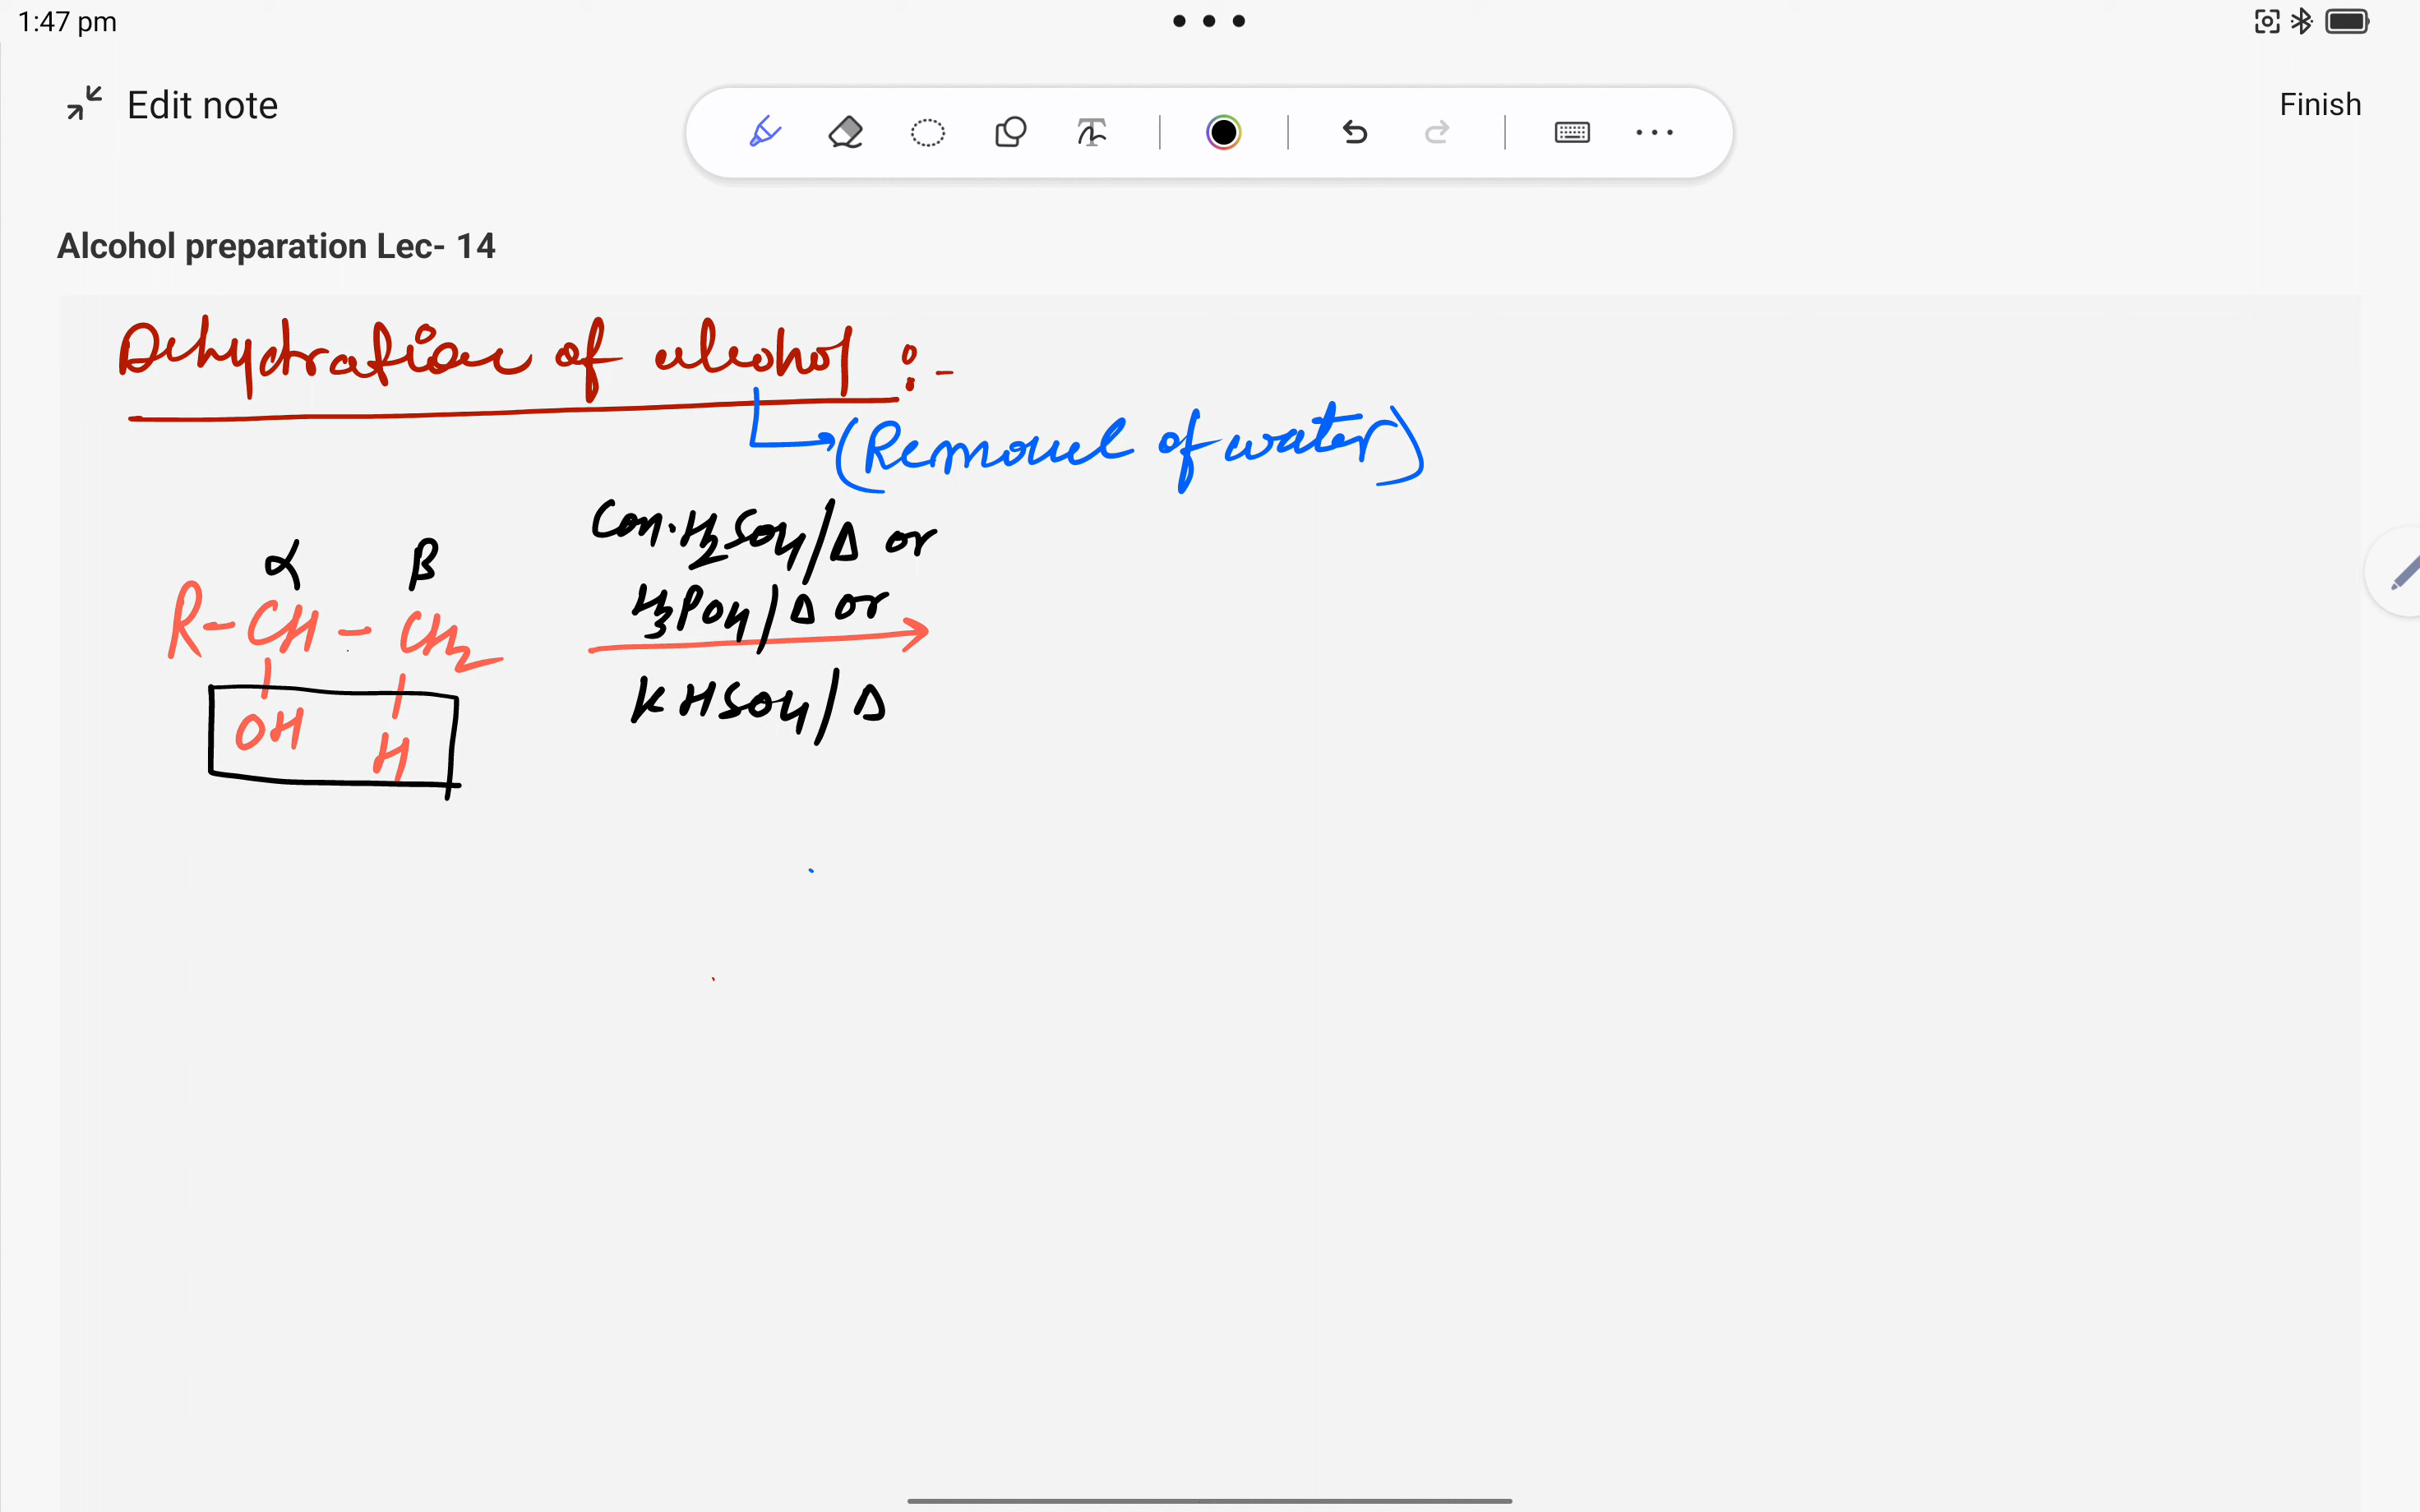 1:47 pm
Edit note
Finish
Alcohol preparation Lec- 14
Dehydration of alcohol :-
(Removal of water)
Con. H2SO4/Δ or
α β
H3PO4/Δ or
R-CH-CH2
KHSO4/Δ
OH H